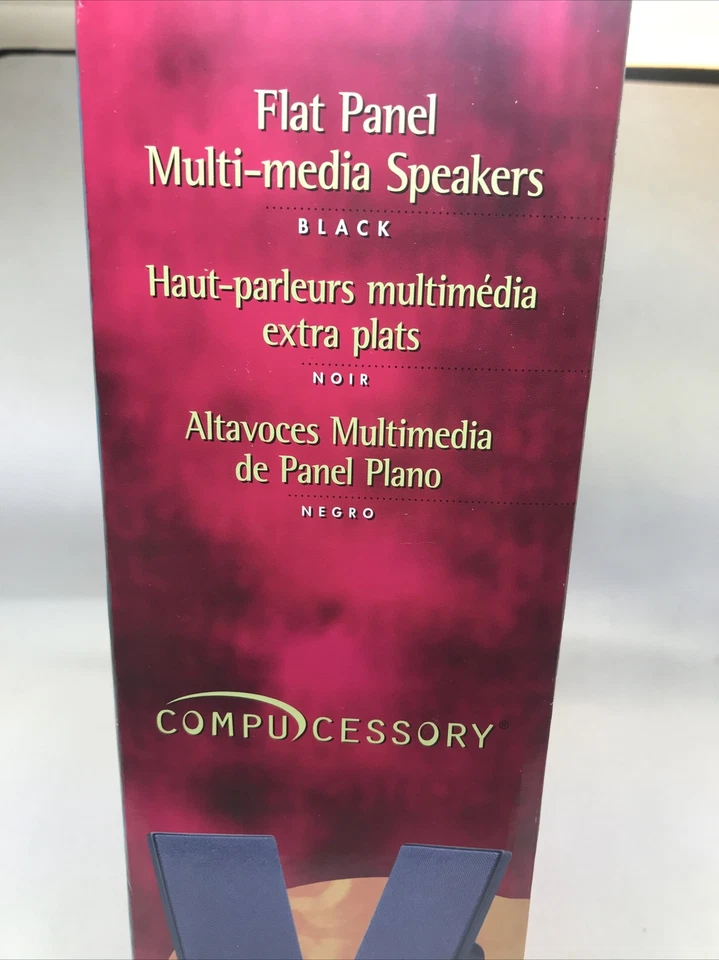 Flat Panel
Multi-media Speakers
BLACK
Haut-parleurs multimédia
extra plats
NOIR
Altavoces Multimedia
de Panel Plano
NEGRO
COMPUCESSORY®